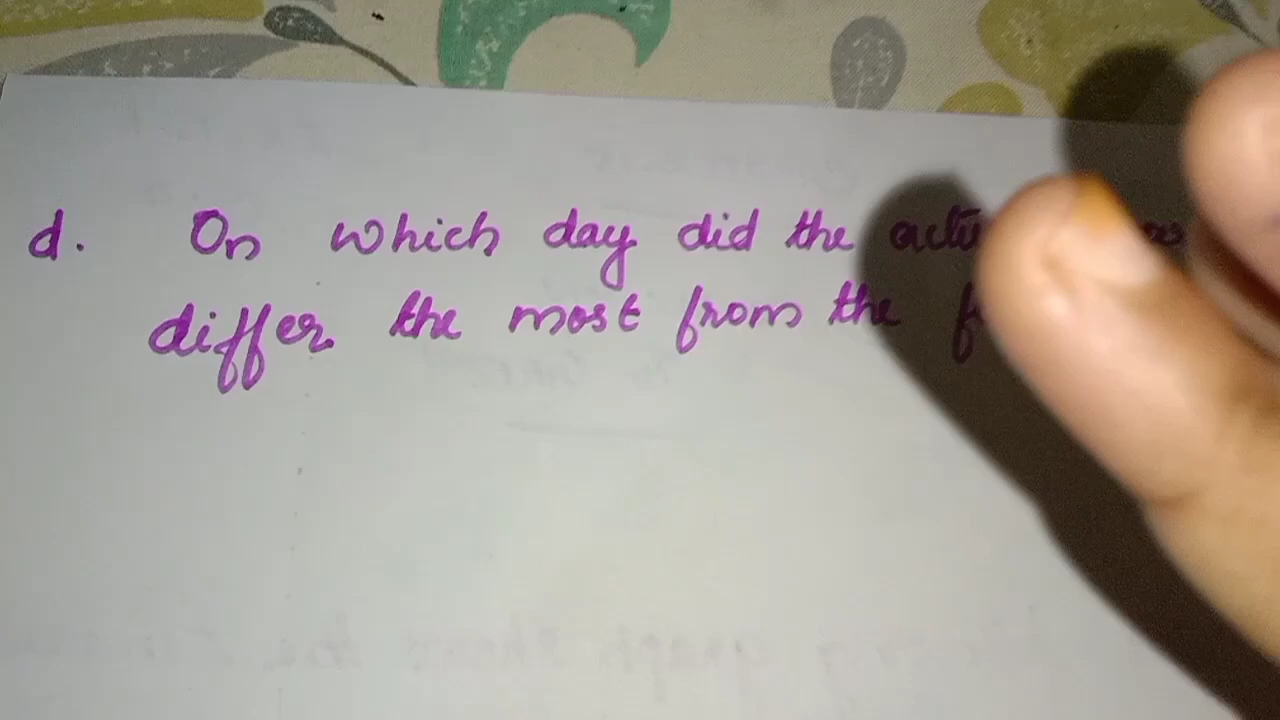 d. On which day did the
differ the most from the